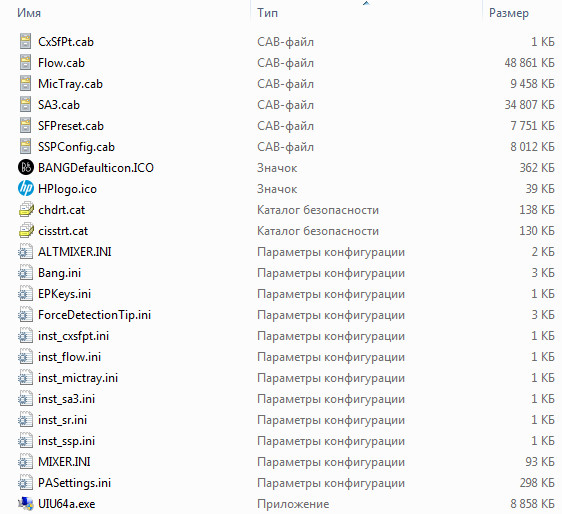 Имя Тип Размер
CxSfPt.cab CAB-файл 1 КБ
Flow.cab CAB-файл 48 861 КБ
MicTray.cab CAB-файл 9 458 КБ
SA3.cab CAB-файл 34 807 КБ
SFPreset.cab CAB-файл 7 751 КБ
SSPConfig.cab CAB-файл 8 012 КБ
BANGDefaulticon.ICO Значок 362 КБ
HPlogo.ico Значок 39 КБ
chdrt.cat Каталог безопасности 138 КБ
cisstrt.cat Каталог безопасности 130 КБ
ALTMIXER.INI Параметры конфигурации 2 КБ
Bang.ini Параметры конфигурации 3 КБ
EPKeys.ini Параметры конфигурации 1 КБ
ForceDetectionTip.ini Параметры конфигурации 3 КБ
inst_cxsfpt.ini Параметры конфигурации 1 КБ
inst_flow.ini Параметры конфигурации 1 КБ
inst_mictray.ini Параметры конфигурации 1 КБ
inst_sa3.ini Параметры конфигурации 1 КБ
inst_sr.ini Параметры конфигурации 1 КБ
inst_ssp.ini Параметры конфигурации 1 КБ
MIXER.INI Параметры конфигурации 93 КБ
PASettings.ini Параметры конфигурации 298 КБ
UIU64a.exe Приложение 8 858 КБ